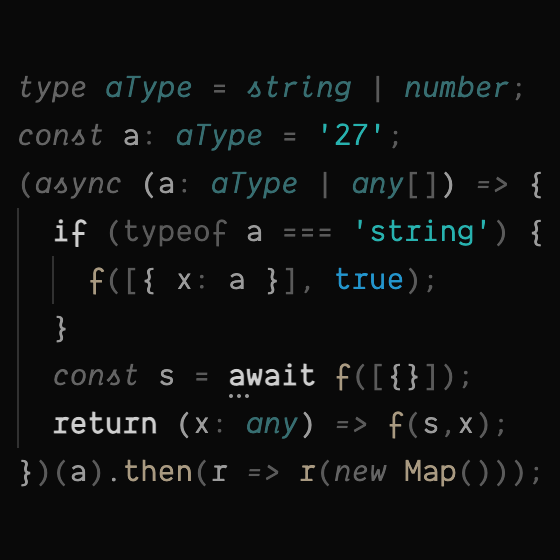 type aType = string | number;
const a: aType = '27';
(async (a: aType | any[]) => {
if (typeof a === 'string') {
f([{ x: a }], true);
}
const s = await f([{}]);
return (x: any) => f(s,x);
})(a).then(r => r(new Map()));